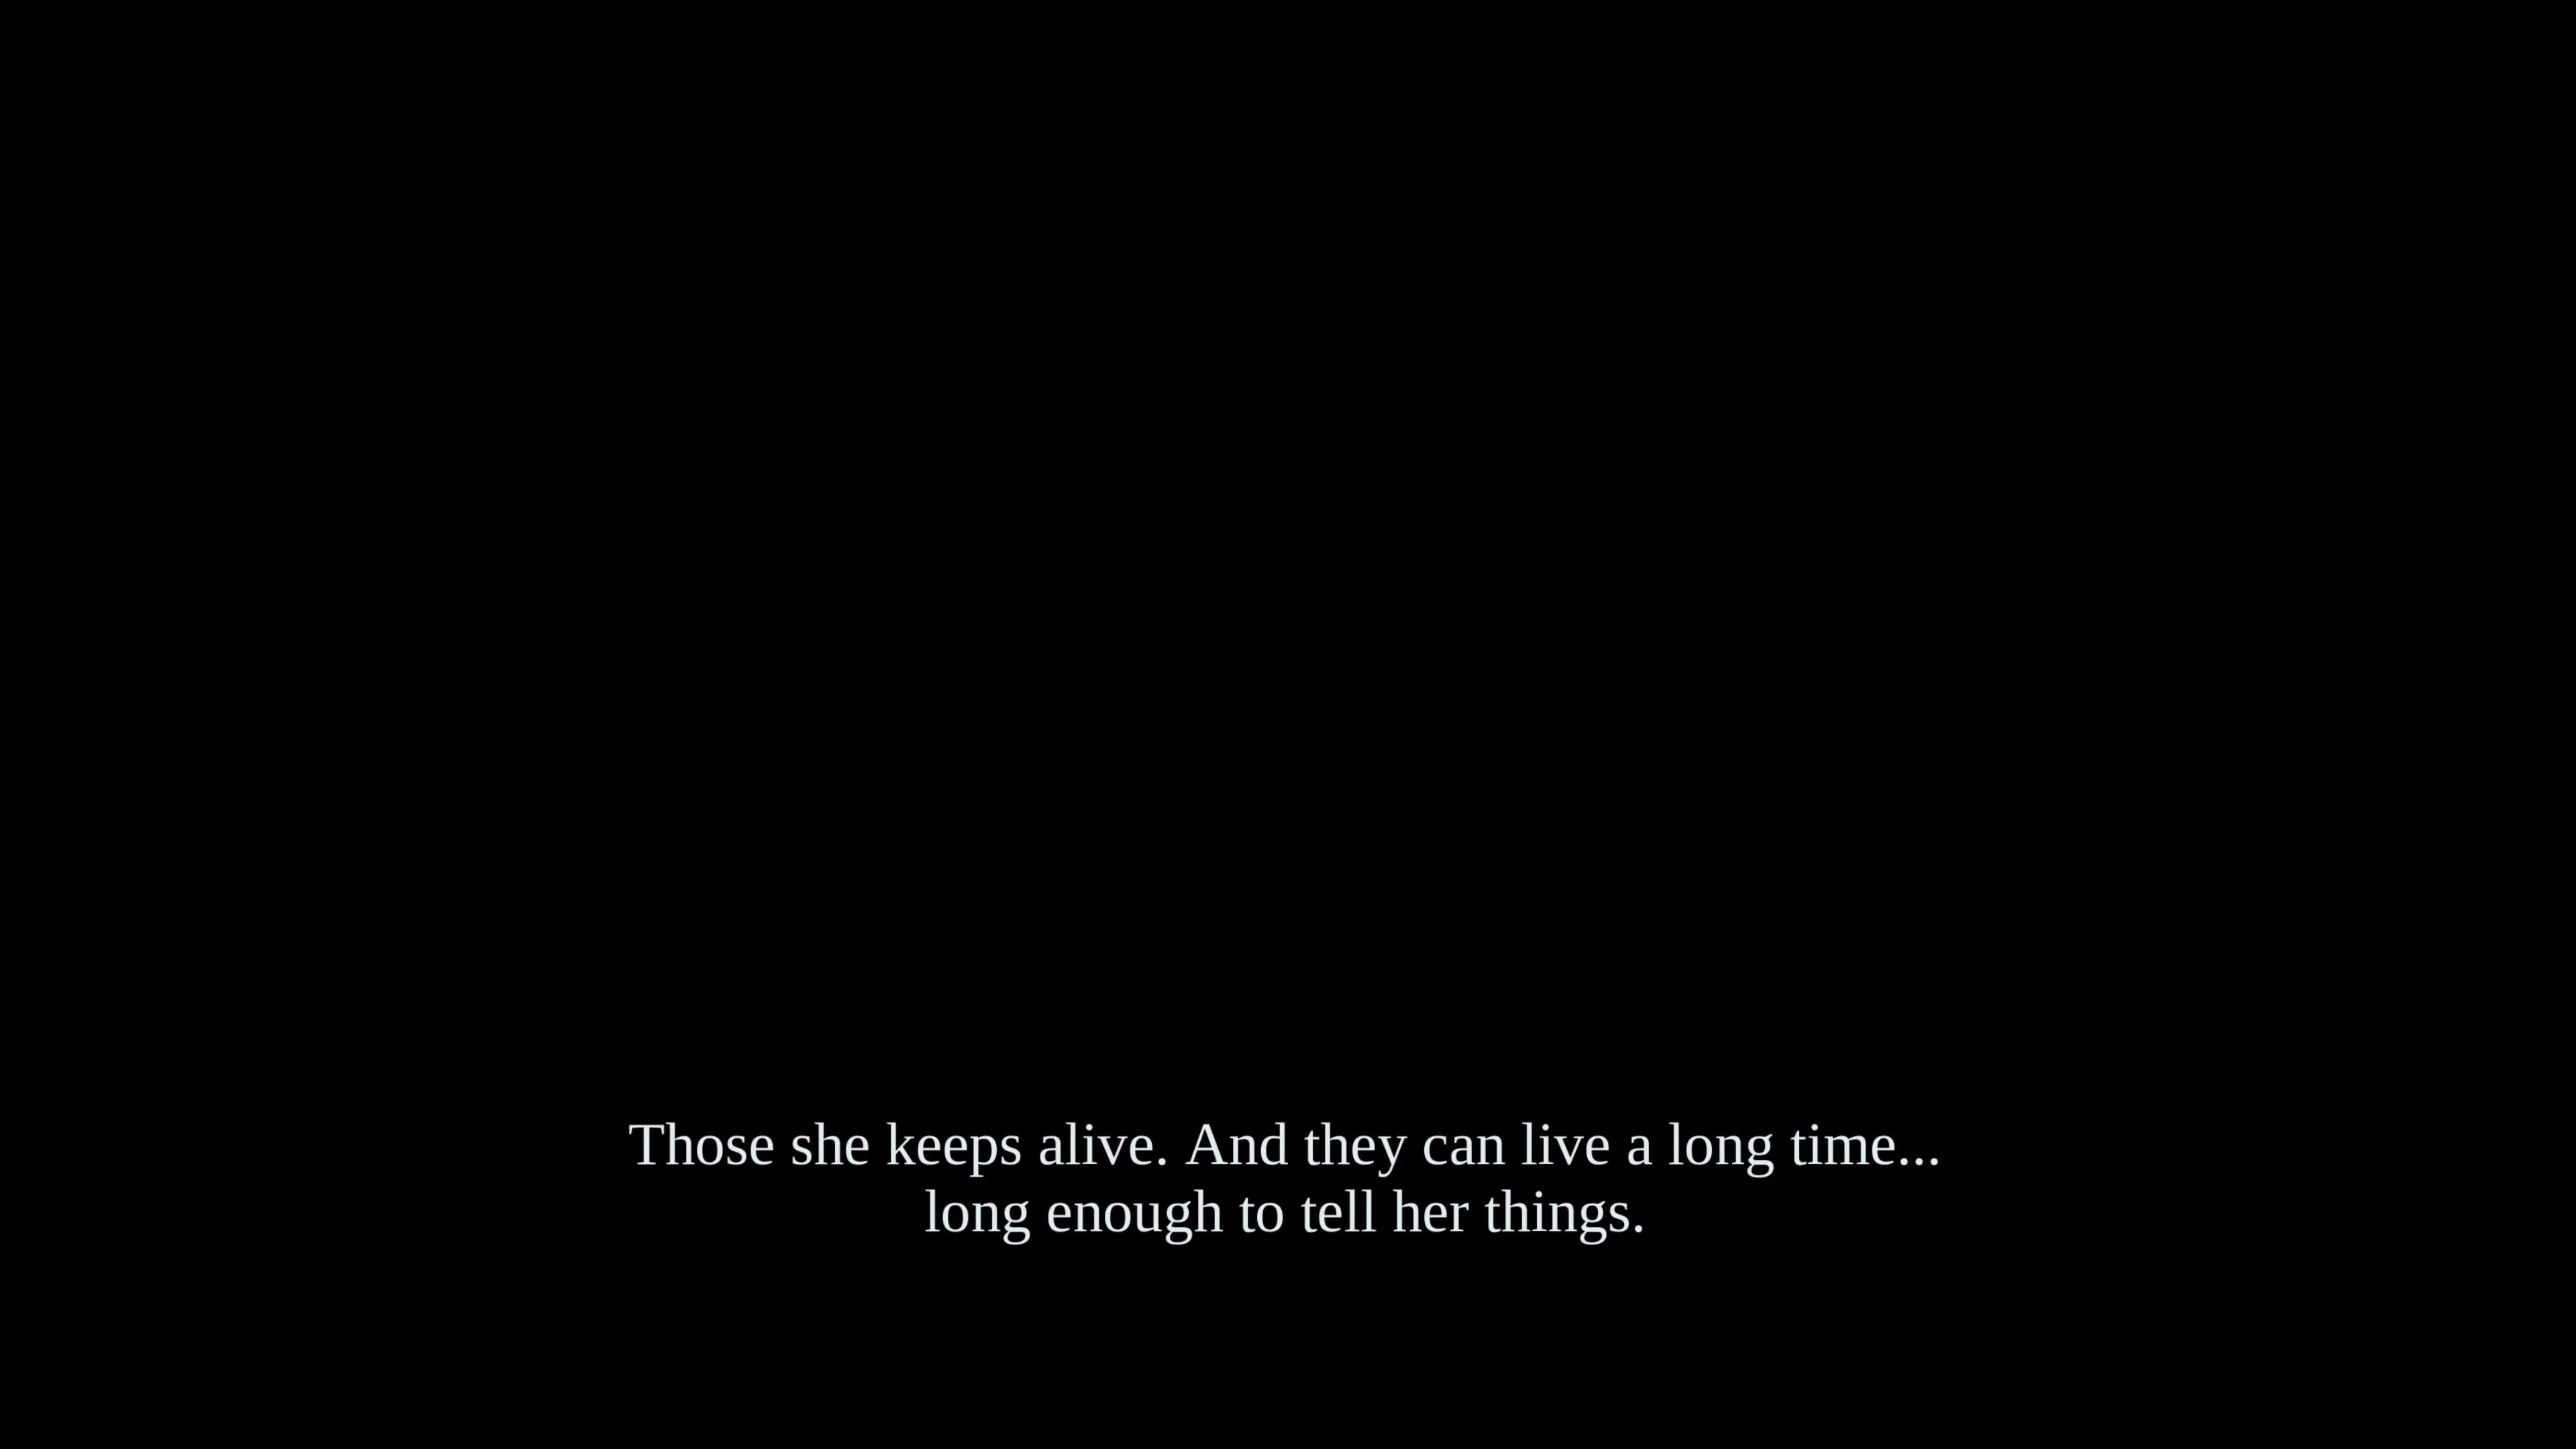 Those she keeps alive. And they can live a long time...
long enough to tell her things.